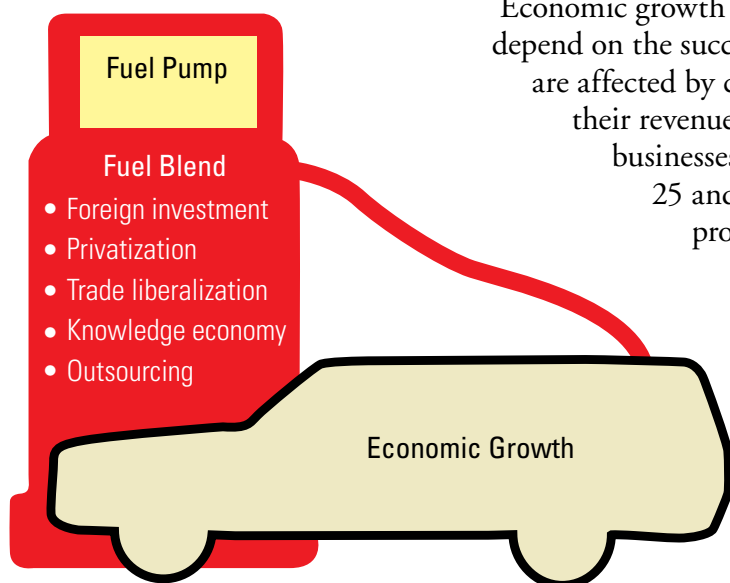 Economic growth
depend on the succ
are affected by
their revenue
businesses
25 and
pro
Fuel Pump
Fuel Blend
• Foreign investment
• Privatization
• Trade liberalization
• Knowledge economy
• Outsourcing
Economic Growth